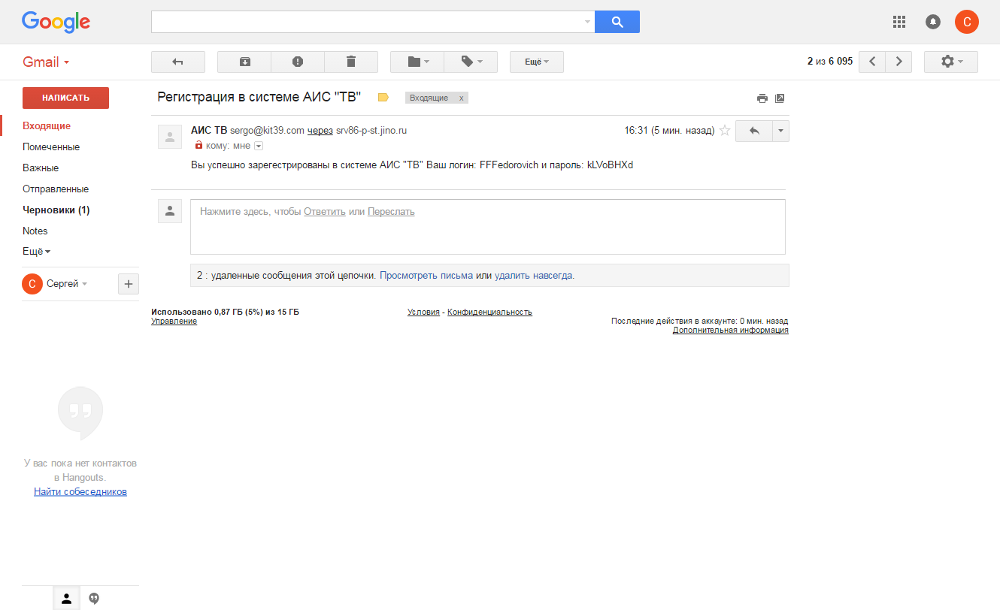 Google
C
Gmail
Ещё
2 из 6 095
НАПИСАТЬ
Входящие
Помеченные
Важные
Отправленные
Черновики (1)
Notes
Ещё
C Сергей
Регистрация в системе АИС "ТВ" Входящие x
АИС ТВ sergo@kit39.com через srv86-p-st.jino.ru 16:31 (5 мин. назад)
кому: мне
Вы успешно зарегестрированы в системе АИС "ТВ" Ваш логин: FFFedorovich и пароль: kLVoBHXd
Нажмите здесь, чтобы Ответить или Переслать
2 : удаленные сообщения этой цепочки. Просмотреть письма или удалить навсегда.
Использовано 0,87 ГБ (5%) из 15 ГБ
Управление
Условия - Конфиденциальность
Последние действия в аккаунте: 0 мин. назад
Дополнительная информация
У вас пока нет контактов
в Hangouts.
Найти собеседников